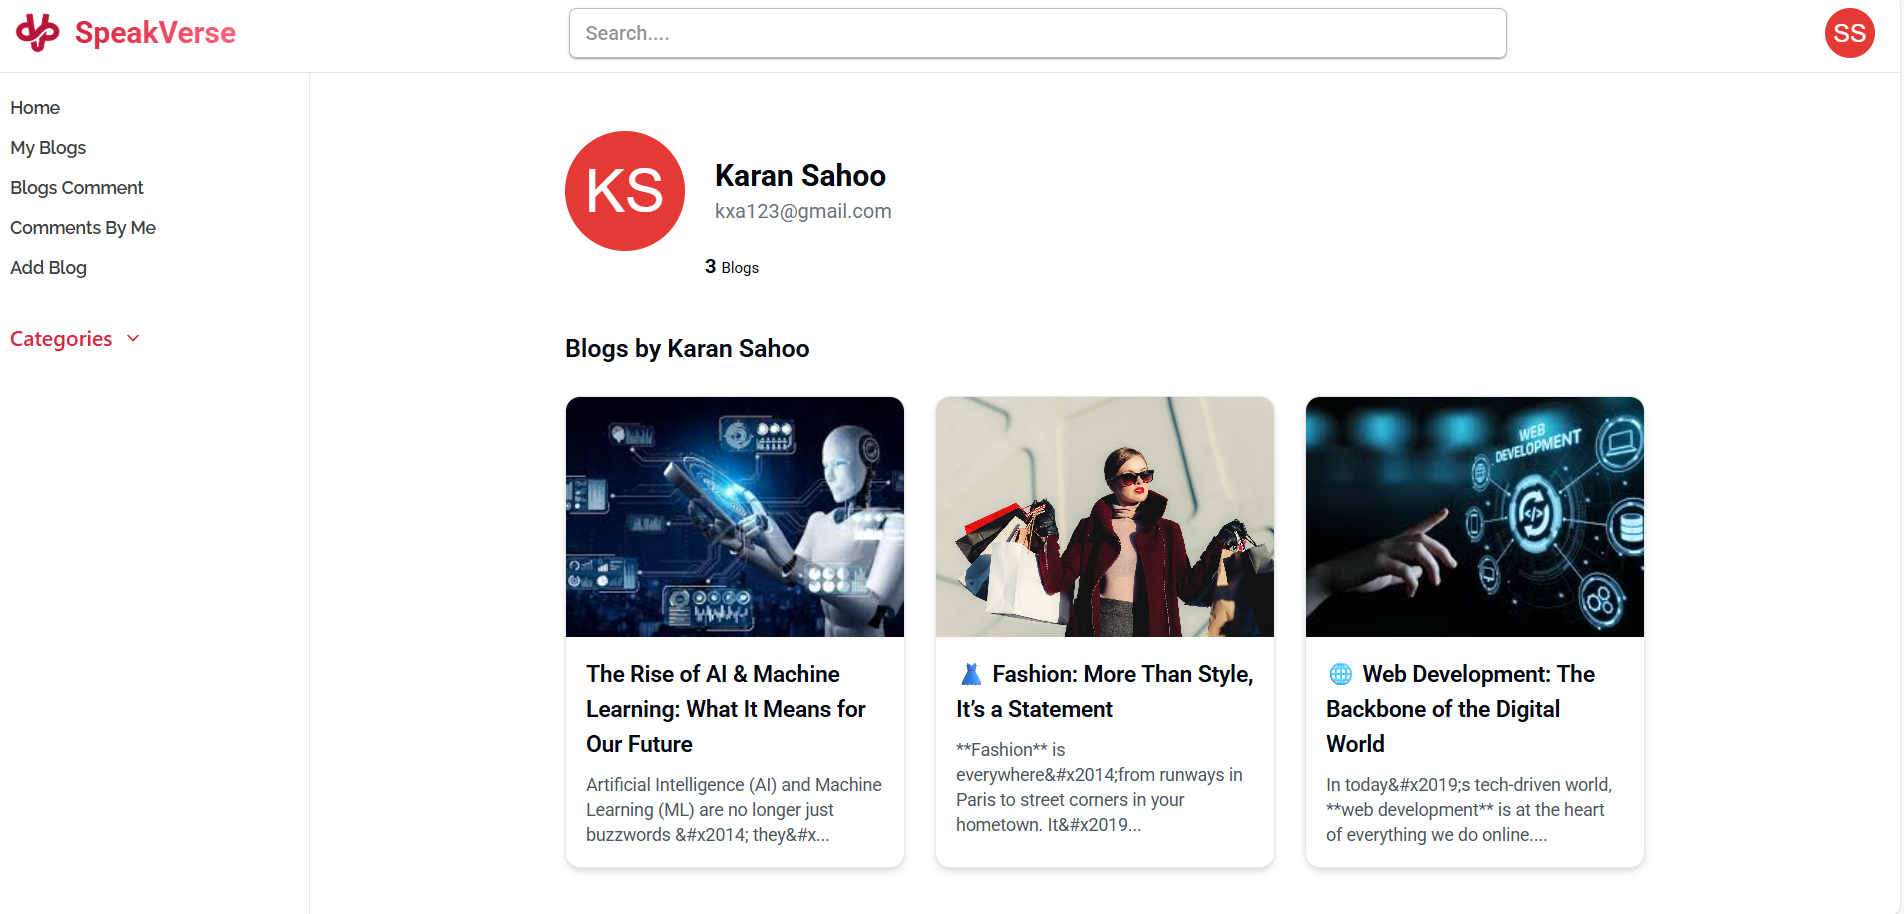 SpeakVerse
Search....
SS
Home
My Blogs
Blogs Comment
Comments By Me
Add Blog
Categories
KS
Karan Sahoo
kxa123@gmail.com
3 Blogs
Blogs by Karan Sahoo
The Rise of AI & Machine
Learning: What It Means for
Our Future
Artificial Intelligence (AI) and Machine
Learning (ML) are no longer just
buzzwords &#x2014; they&#x...
👗 Fashion: More Than Style,
It’s a Statement
**Fashion** is
everywhere&#x2014;from runways in
Paris to street corners in your
hometown. It&#x2019...
WEB
DEVELOPMENT
</>
🌐 Web Development: The
Backbone of the Digital
World
In today&#x2019;s tech-driven world,
**web development** is at the heart
of everything we do online....